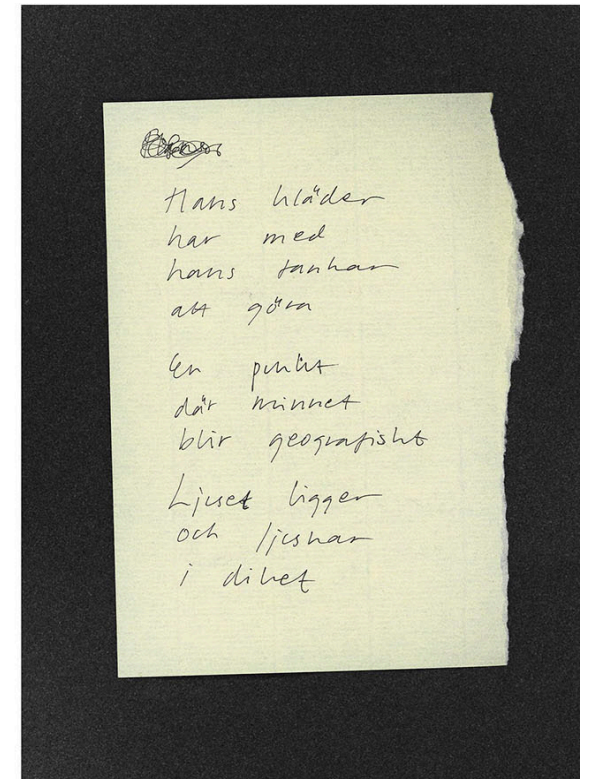 Hans kläder
har med
hans tankar
att göra
En punkt
där minnet
blir geografiskt
Ljuset ligger
och ljusnar
i diket